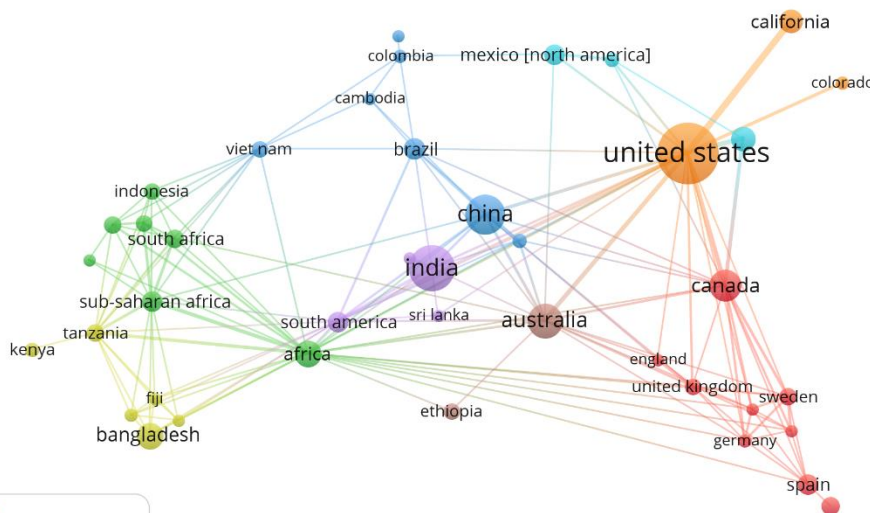 california
colombia
mexico [north america]
colorado
cambodia
viet nam
brazil
united states
indonesia
china
south africa
india
canada
sub-saharan africa
sri lanka
south america
australia
tanzania
kenya
africa
england
united kingdom
fiji
sweden
ethiopia
bangladesh
germany
spain